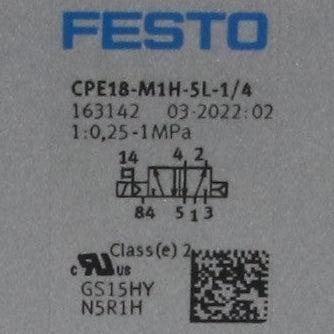 FESTO
CPE18-M1H-5L-1/4
163142 03-2022:02
1:0,25-1MPa
14 4 2
84 5 1 3
Class(e) 2
c RU US
GS15HY
N5R1H